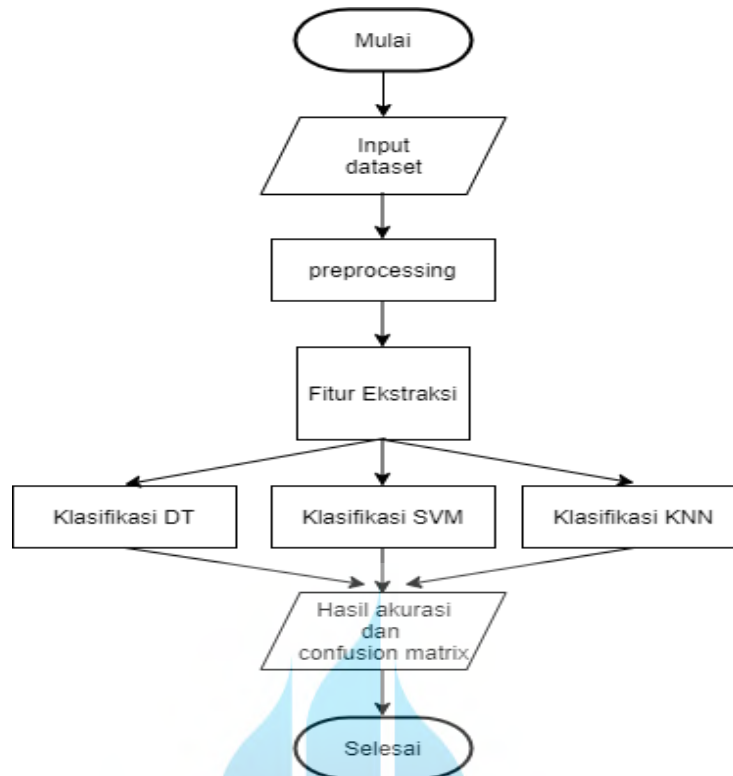 Mulai
Input
dataset
preprocessing
Fitur Ekstraksi
Klasifikasi DT
Klasifikasi SVM
Klasifikasi KNN
Hasil akurasi
dan
confusion matrix
Selesai